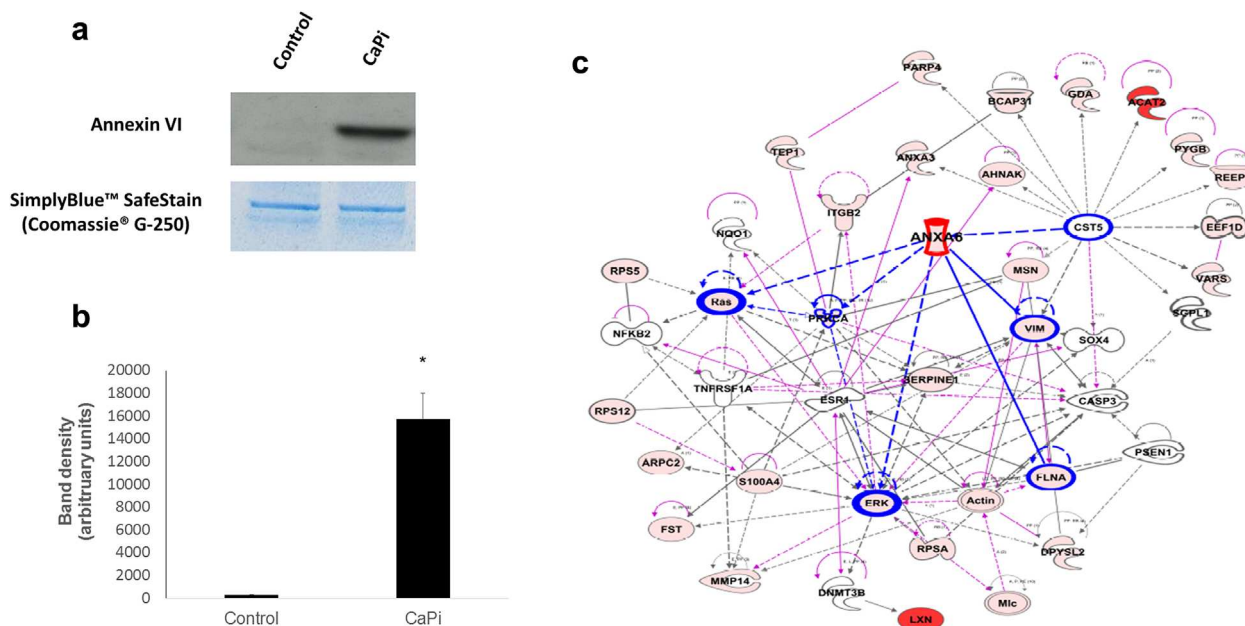 a
Control
CaPi
Annexin VI
SimplyBlue™ SafeStain
(Coomassie® G-250)
b
Band density
(arbitruary units)
20000
18000
16000
14000
12000
10000
8000
6000
4000
2000
0
*
Control
CaPi
c
PARP4
BCAP31
GDA
ACAT2
TEP1
ANXA3
AHNAK
PYGB
REEP
ITGB2
NQO1
ANXA6
CST5
EEF1D
RPS5
MSN
VARS
Ras
PRKCA
VIM
SGPL1
NFKB2
SOX4
TNFRSF1A
SERPINE1
ESR1
CASP3
RPS12
PSEN1
ARPC2
S100A4
FLNA
ERK
Actin
FST
RPSA
DPYSL2
MMP14
DNMT3B
Mlc
LXN